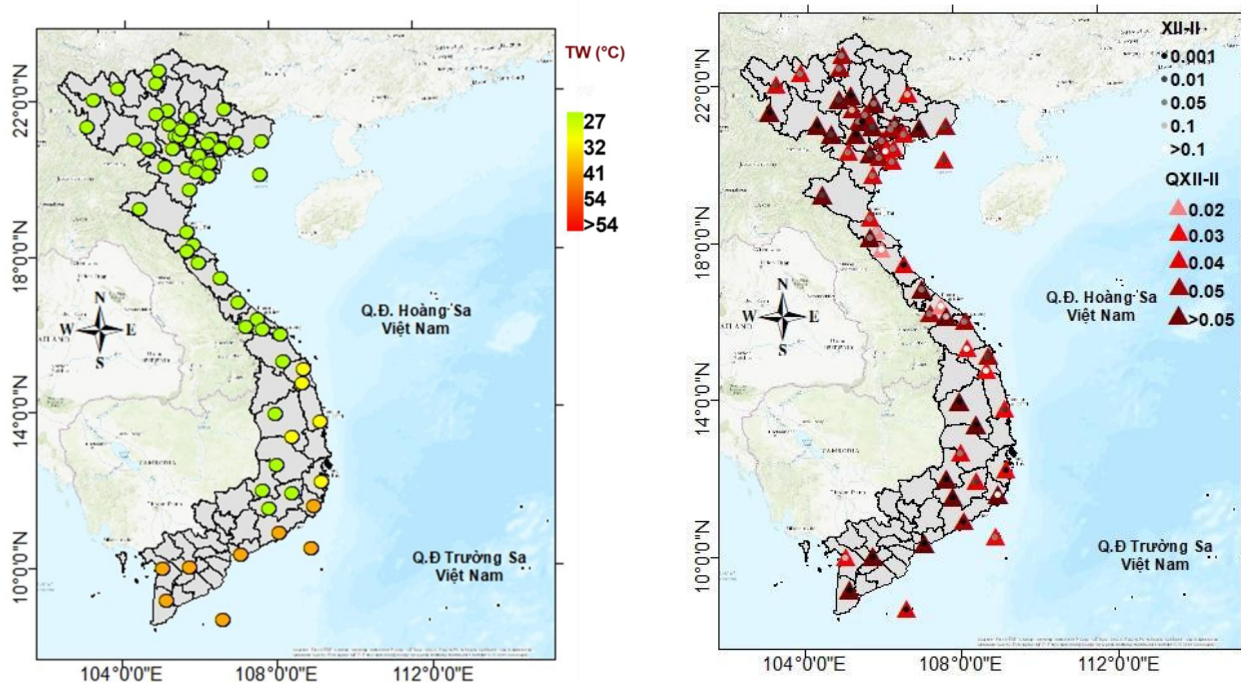 TW (°C)
27
32
41
54
>54
22°0'0"N
18°0'0"N
14°0'0"N
10°0'0"N
104°0'0"E
108°0'0"E
112°0'0"E
N
W
E
S
CAMBODIA
Q.Đ. Hoàng Sa
Việt Nam
Q.Đ Trường Sa
Việt Nam
XII-II
0.001
0.01
0.05
0.1
>0.1
QXII-II
0.02
0.03
0.04
0.05
>0.05
22°0'0"N
18°0'0"N
14°0'0"N
10°0'0"N
104°0'0"E
108°0'0"E
112°0'0"E
N
W
E
S
CAMBODIA
Q.Đ. Hoàng Sa
Việt Nam
Q.Đ Trường Sa
Việt Nam